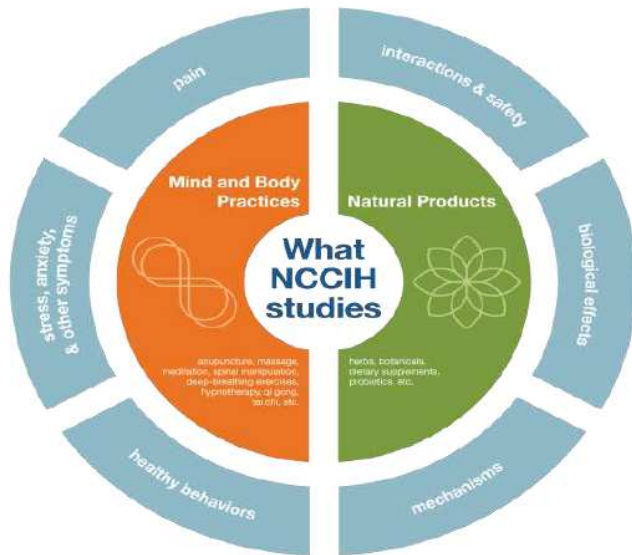 pain
interactions & safety
Mind and Body
Practices
Natural Products
What
NCCIH
studies
stress, anxiety,
& other symptoms
biological effects
acupuncture, massage,
meditation, spinal manipulation,
deep-breathing exercises,
hypnotherapy, qi gong,
tai chi, etc.
herbs, botanicals,
dietary supplements,
probiotics, etc.
healthy behaviors
mechanisms